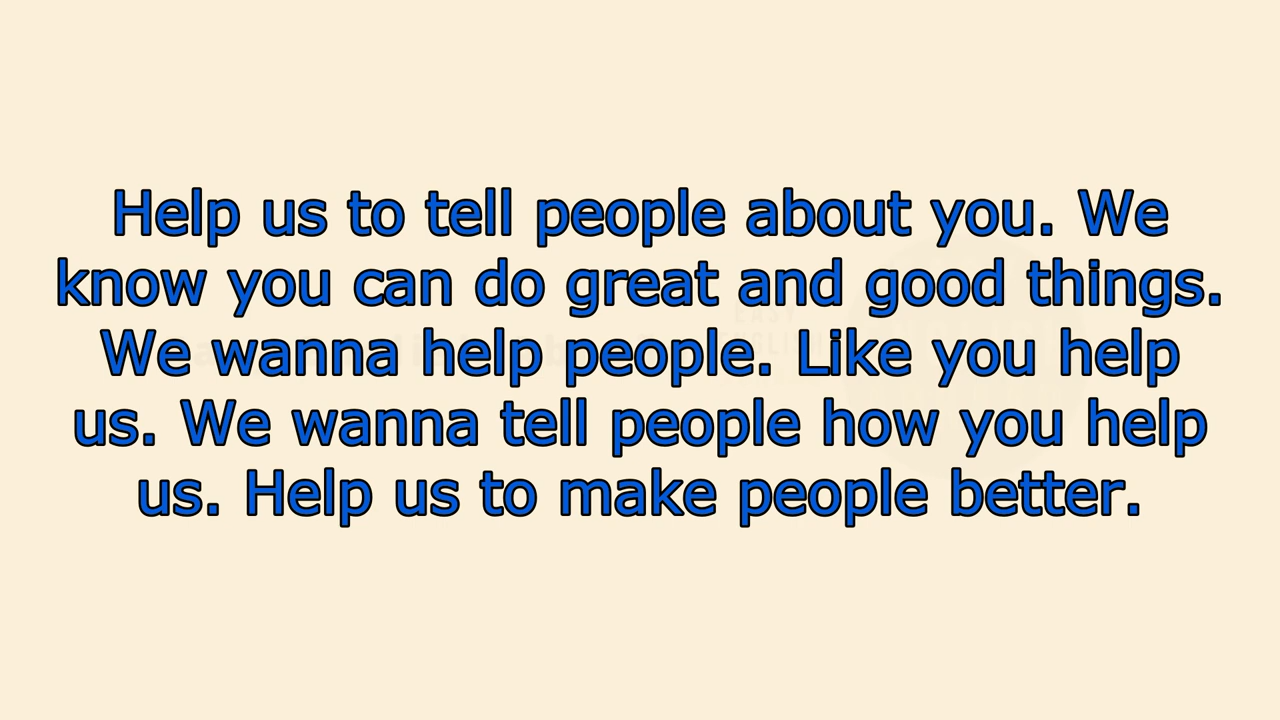 Help us to tell people about you. We
know you can do great and good things.
We wanna help people. Like you help
us. We wanna tell people how you help
us. Help us to make people better.
EASY